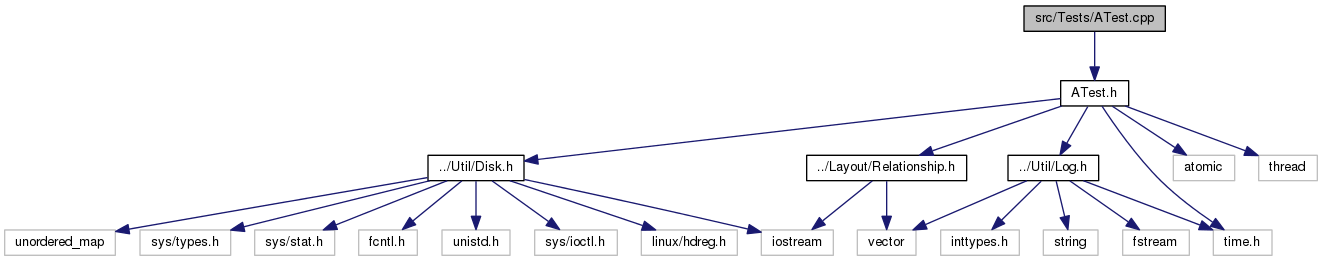 src/Tests/ATest.cpp
ATest.h
../Util/Disk.h
../Layout/Relationship.h
../Util/Log.h
atomic
thread
unordered_map
sys/types.h
sys/stat.h
fcntl.h
unistd.h
sys/ioctl.h
linux/hdreg.h
iostream
vector
inttypes.h
string
fstream
time.h